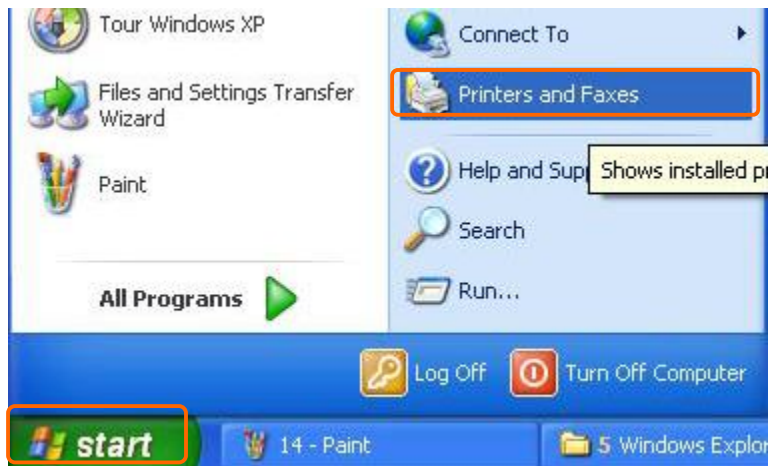 Tour Windows XP
Files and Settings Transfer
Wizard
Paint
All Programs
Connect To
Printers and Faxes
Help and Sup
Shows installed
Search
Run...
Log Off
Turn Off Computer
start
14 - Paint
5 Windows Explor